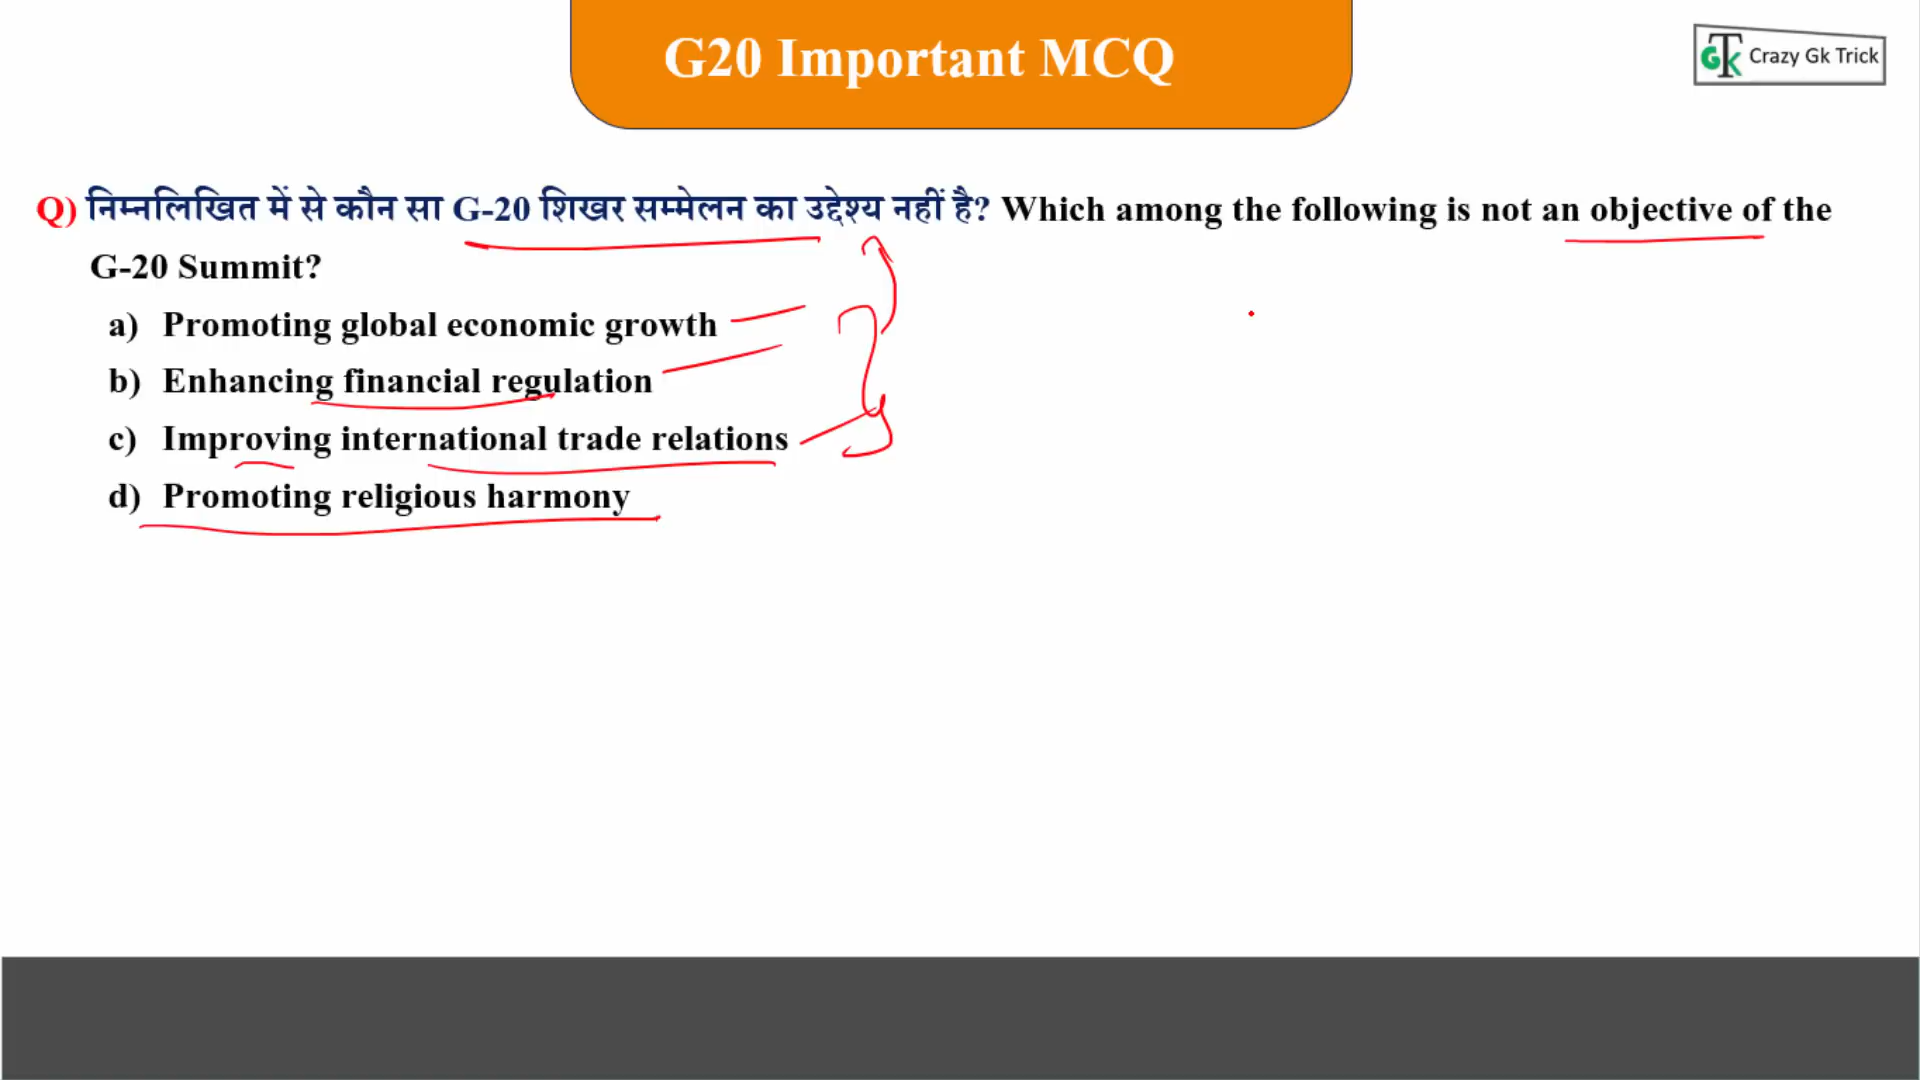 G20 Important MCQ
GTK Crazy Gk Trick
Q) निम्नलिखित में से कौन सा G-20 शिखर सम्मेलन का उद्देश्य नहीं है? Which among the following is not an objective of the
G-20 Summit?
a) Promoting global economic growth
b) Enhancing financial regulation
c) Improving international trade relations
d) Promoting religious harmony